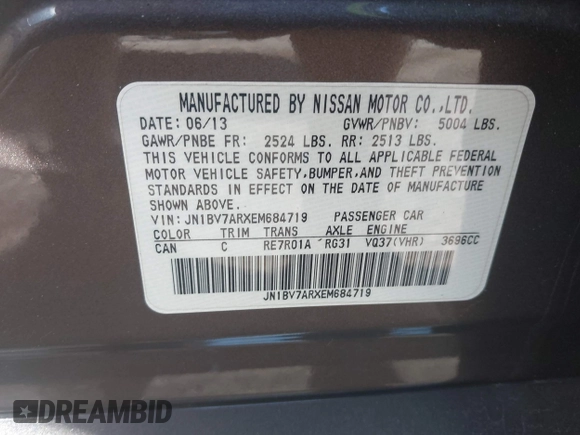 MANUFACTURED BY NISSAN MOTOR CO.,LTD.
DATE: 06/13 GVWR/PNBV: 5004 LBS.
GAWR/PNBE FR: 2524 LBS. RR: 2513 LBS.
THIS VEHICLE CONFORMS TO ALL APPLICABLE FEDERAL
MOTOR VEHICLE SAFETY, BUMPER, AND THEFT PREVENTION
STANDARDS IN EFFECT ON THE DATE OF MANUFACTURE
SHOWN ABOVE.
VIN: JN1BV7ARXEM684719 PASSENGER CAR
COLOR TRIM TRANS AXLE ENGINE
CAN C RE7R01A RG31 VQ37(VHR) 3696CC
JN1BV7ARXEM684719
DREAMBID